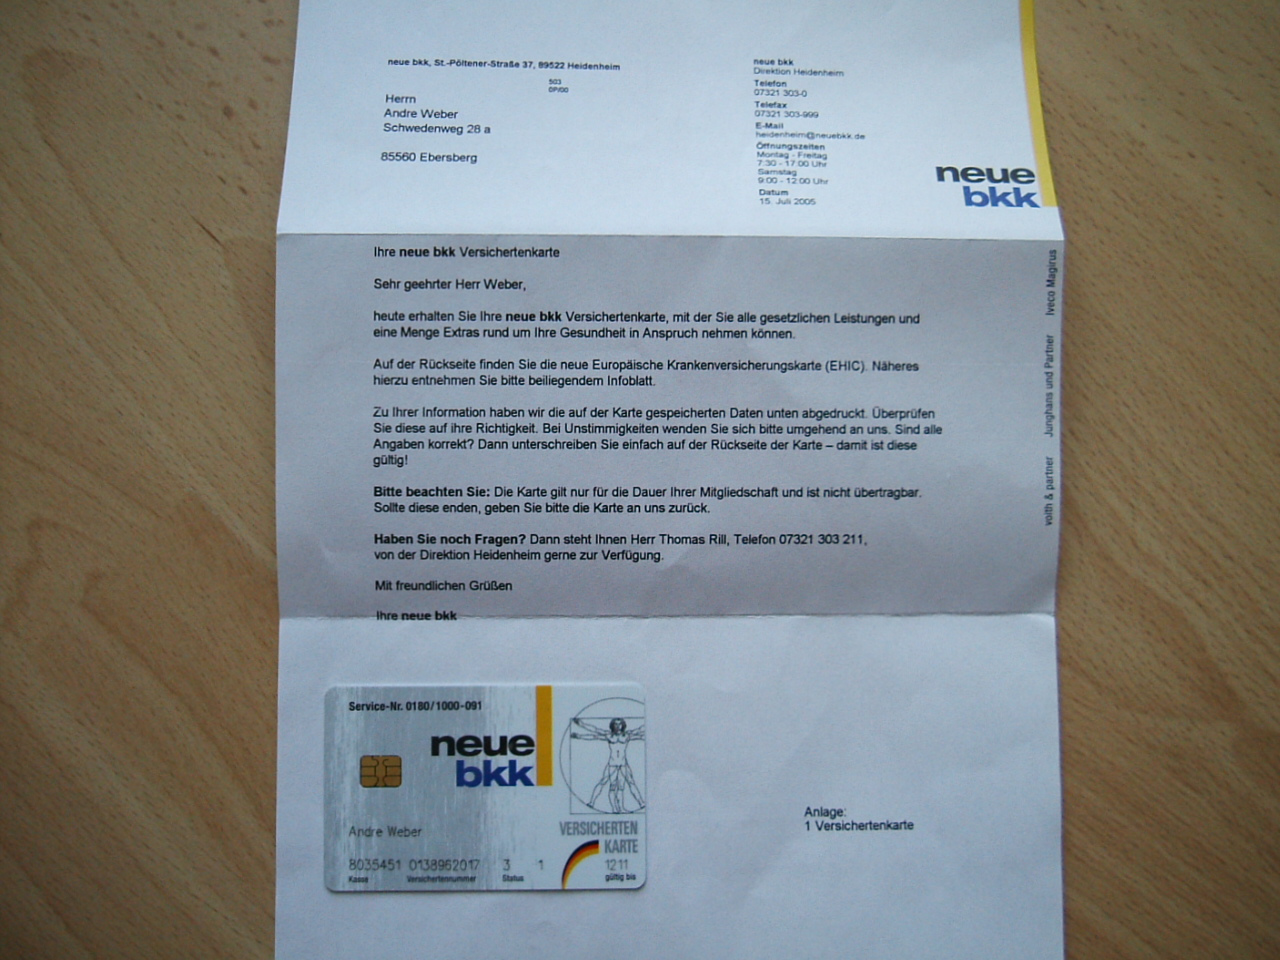 neue bkk, St.-Pöltener-Straße 37, 89522 Heidenheim
503
DP/00
Herrn
Andre Weber
Schwedenweg 28 a
85560 Ebersberg
neue bkk
Direktion Heidenheim
Telefon
07321 303-0
Telefax
07321 303-999
E-Mail
heidenheim@neuebkk.de
Öffnungszeiten
Montag - Freitag
7:30 - 17:00 Uhr
Samstag
9:00 - 12:00 Uhr
Datum
15. Juli 2005
neue
bkk
Ihre neue bkk Versichertenkarte
Sehr geehrter Herr Weber,
heute erhalten Sie Ihre neue bkk Versichertenkarte, mit der Sie alle gesetzlichen Leistungen und
eine Menge Extras rund um Ihre Gesundheit in Anspruch nehmen können.
Auf der Rückseite finden Sie die neue Europäische Krankenversicherungskarte (EHIC). Näheres
hierzu entnehmen Sie bitte beiliegendem Infoblatt.
Zu Ihrer Information haben wir die auf der Karte gespeicherten Daten unten abgedruckt. Überprüfen
Sie diese auf ihre Richtigkeit. Bei Unstimmigkeiten wenden Sie sich bitte umgehend an uns. Sind alle
Angaben korrekt? Dann unterschreiben Sie einfach auf der Rückseite der Karte – damit ist diese
gültig!
Bitte beachten Sie: Die Karte gilt nur für die Dauer Ihrer Mitgliedschaft und ist nicht übertragbar.
Sollte diese enden, geben Sie bitte die Karte an uns zurück.
Haben Sie noch Fragen? Dann steht Ihnen Herr Thomas Rill, Telefon 07321 303 211,
von der Direktion Heidenheim gerne zur Verfügung.
Mit freundlichen Grüßen
Ihre neue bkk
voith & partner Junghans und Partner Iveco Magirus
Service-Nr. 0180/1000-091
neue
bkk
Andre Weber
VERSICHERTEN
KARTE
8035451 0138962017 3 1 1211
Kasse Versichertennummer Status gültig bis
Anlage:
1 Versichertenkarte